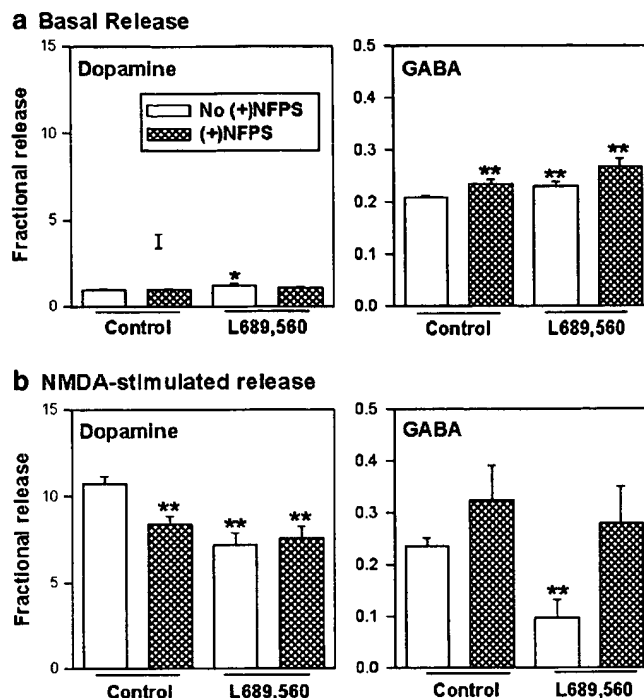 a Basal Release
Dopamine
No (+)NFPS
(+)NFPS
Fractional release
15
10
5
0
*
Control
L689,560
GABA
0.5
0.4
0.3
0.2
0.1
0.0
**
**
**
Control
L689,560
b NMDA-stimulated release
Dopamine
Fractional release
15
10
5
0
**
**
**
Control
L689,560
GABA
0.5
0.4
0.3
0.2
0.1
0.0
**
Control
L689,560